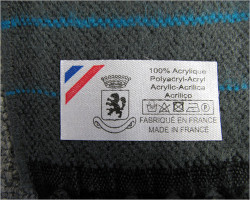 100% Acrylique
Polyacryl-Acryl
Acrylic-Acrilica
Acrilico
FABRIQUÉ EN FRANCE
MADE IN FRANCE